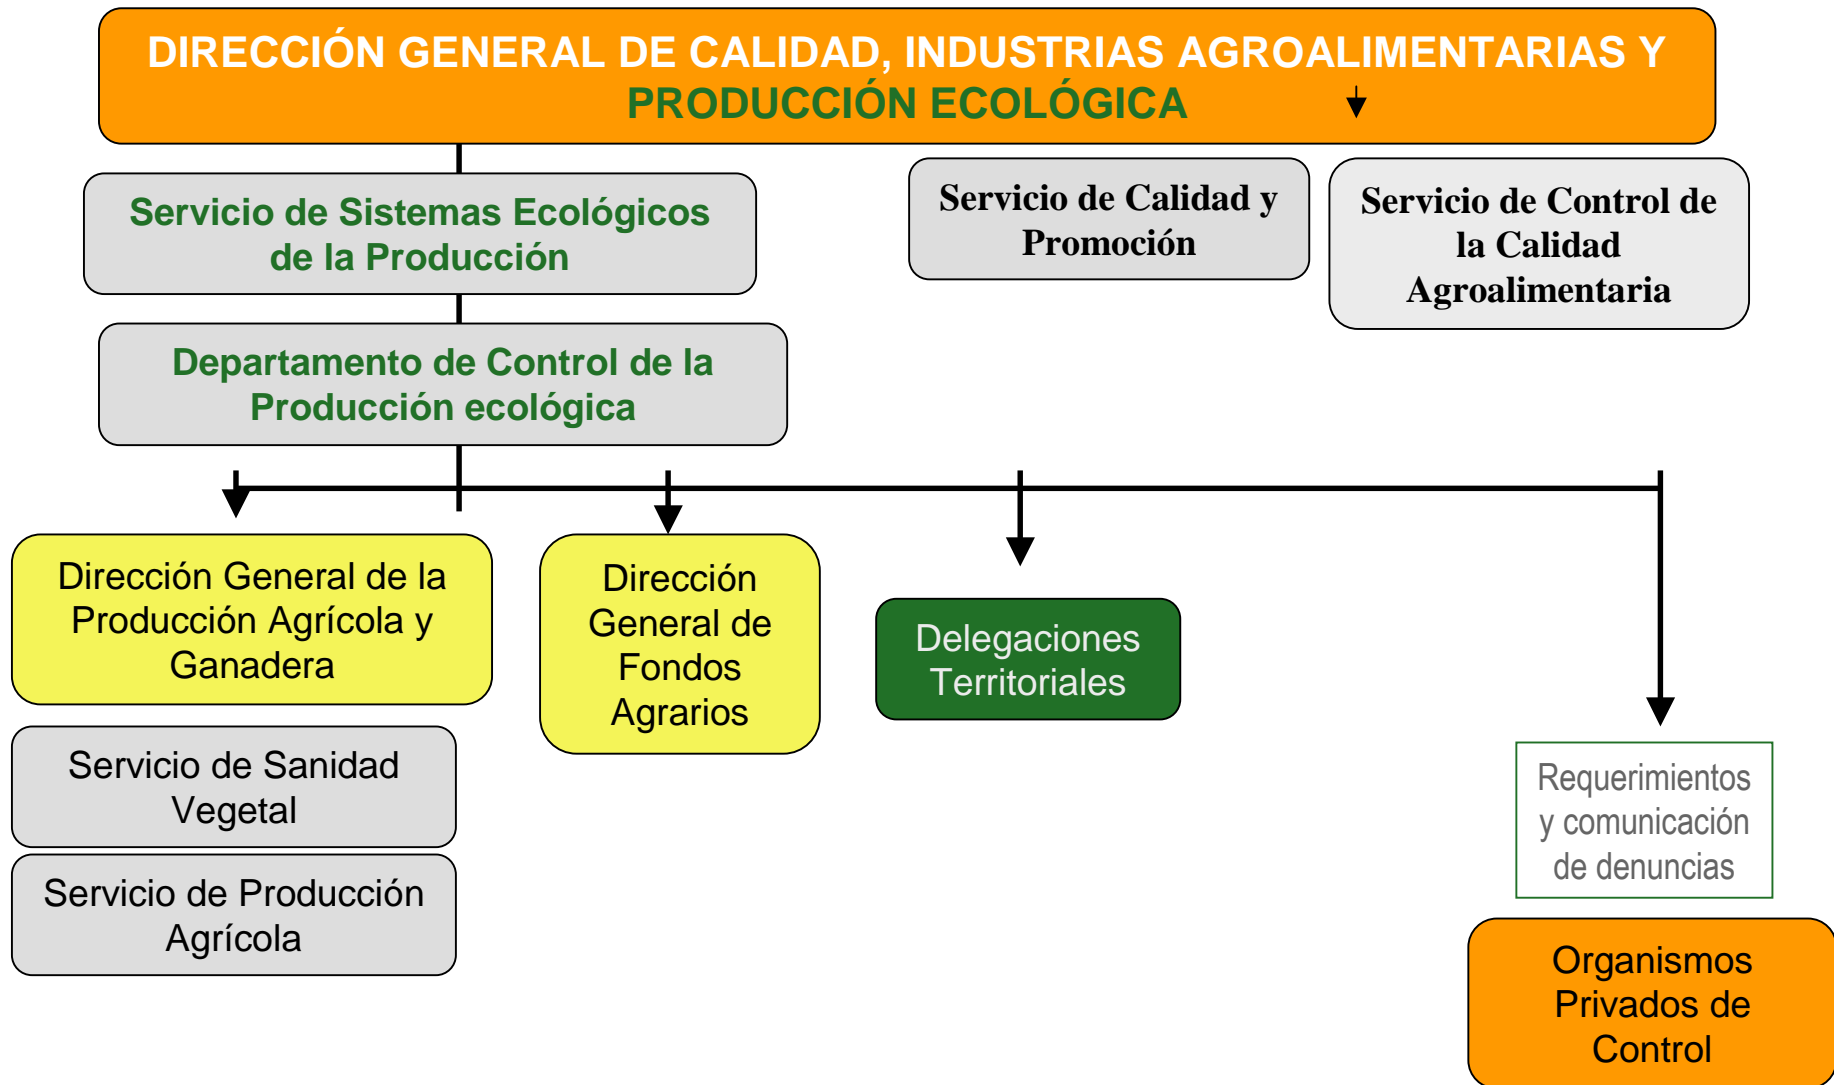 DIRECCIÓN GENERAL DE CALIDAD, INDUSTRIAS AGROALIMENTARIAS Y
PRODUCCIÓN ECOLÓGICA
Servicio de Sistemas Ecológicos
de la Producción
Servicio de Calidad y
Promoción
Servicio de Control de
la Calidad
Agroalimentaria
Departamento de Control de la
Producción ecológica
Dirección General de la
Producción Agrícola y
Ganadera
Dirección
General de
Fondos
Agrarios
Delegaciones
Territoriales
Servicio de Sanidad
Vegetal
Servicio de Producción
Agrícola
Requerimientos
y comunicación
de denuncias
Organismos
Privados de
Control